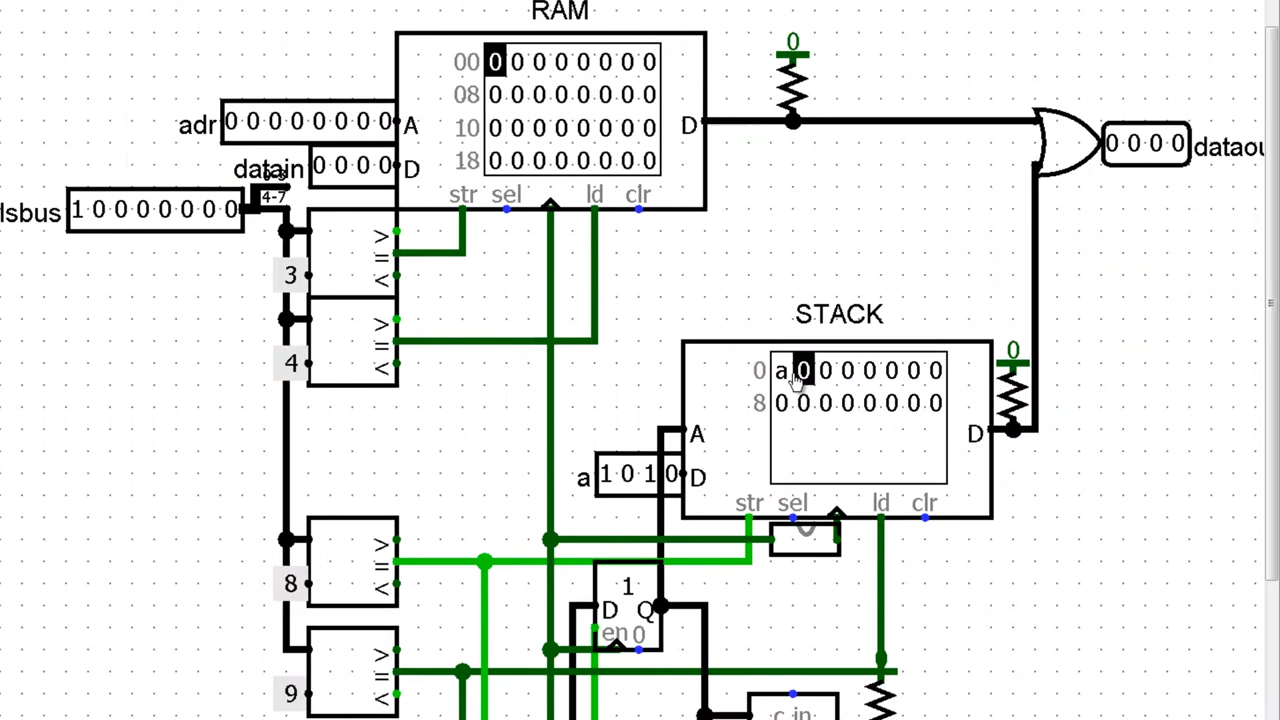 RAM
00 0 0 0 0 0 0 0 0
08 0 0 0 0 0 0 0 0
10 0 0 0 0 0 0 0 0
18 0 0 0 0 0 0 0 0
0
adr 0 0 0 0 0 0 0 0 A
D
datain 0 0 0 0 D
0 0 0 0 dataou
4-7
lsbus 1 0 0 0 0 0 0 0
str sel ld clr
>
=
<
3
>
=
<
4
STACK
0 a 0 0 0 0 0 0 0
8 0 0 0 0 0 0 0 0
0
A
D
a 1 0 1 0 D
str sel ld clr
>
=
<
8
1
D Q
en 0
>
=
<
9
c in